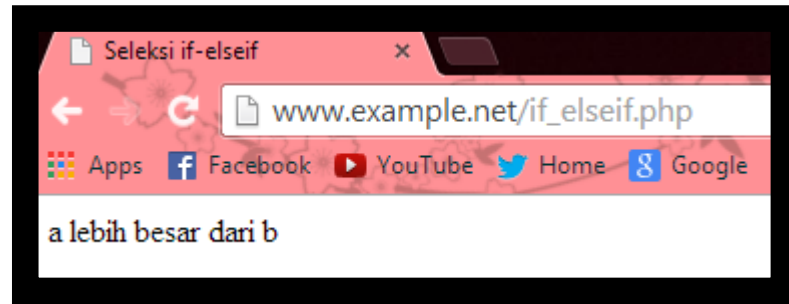 Seleksi if-elseif
www.example.net/if_elseif.php
Apps Facebook YouTube Home Google
a lebih besar dari b